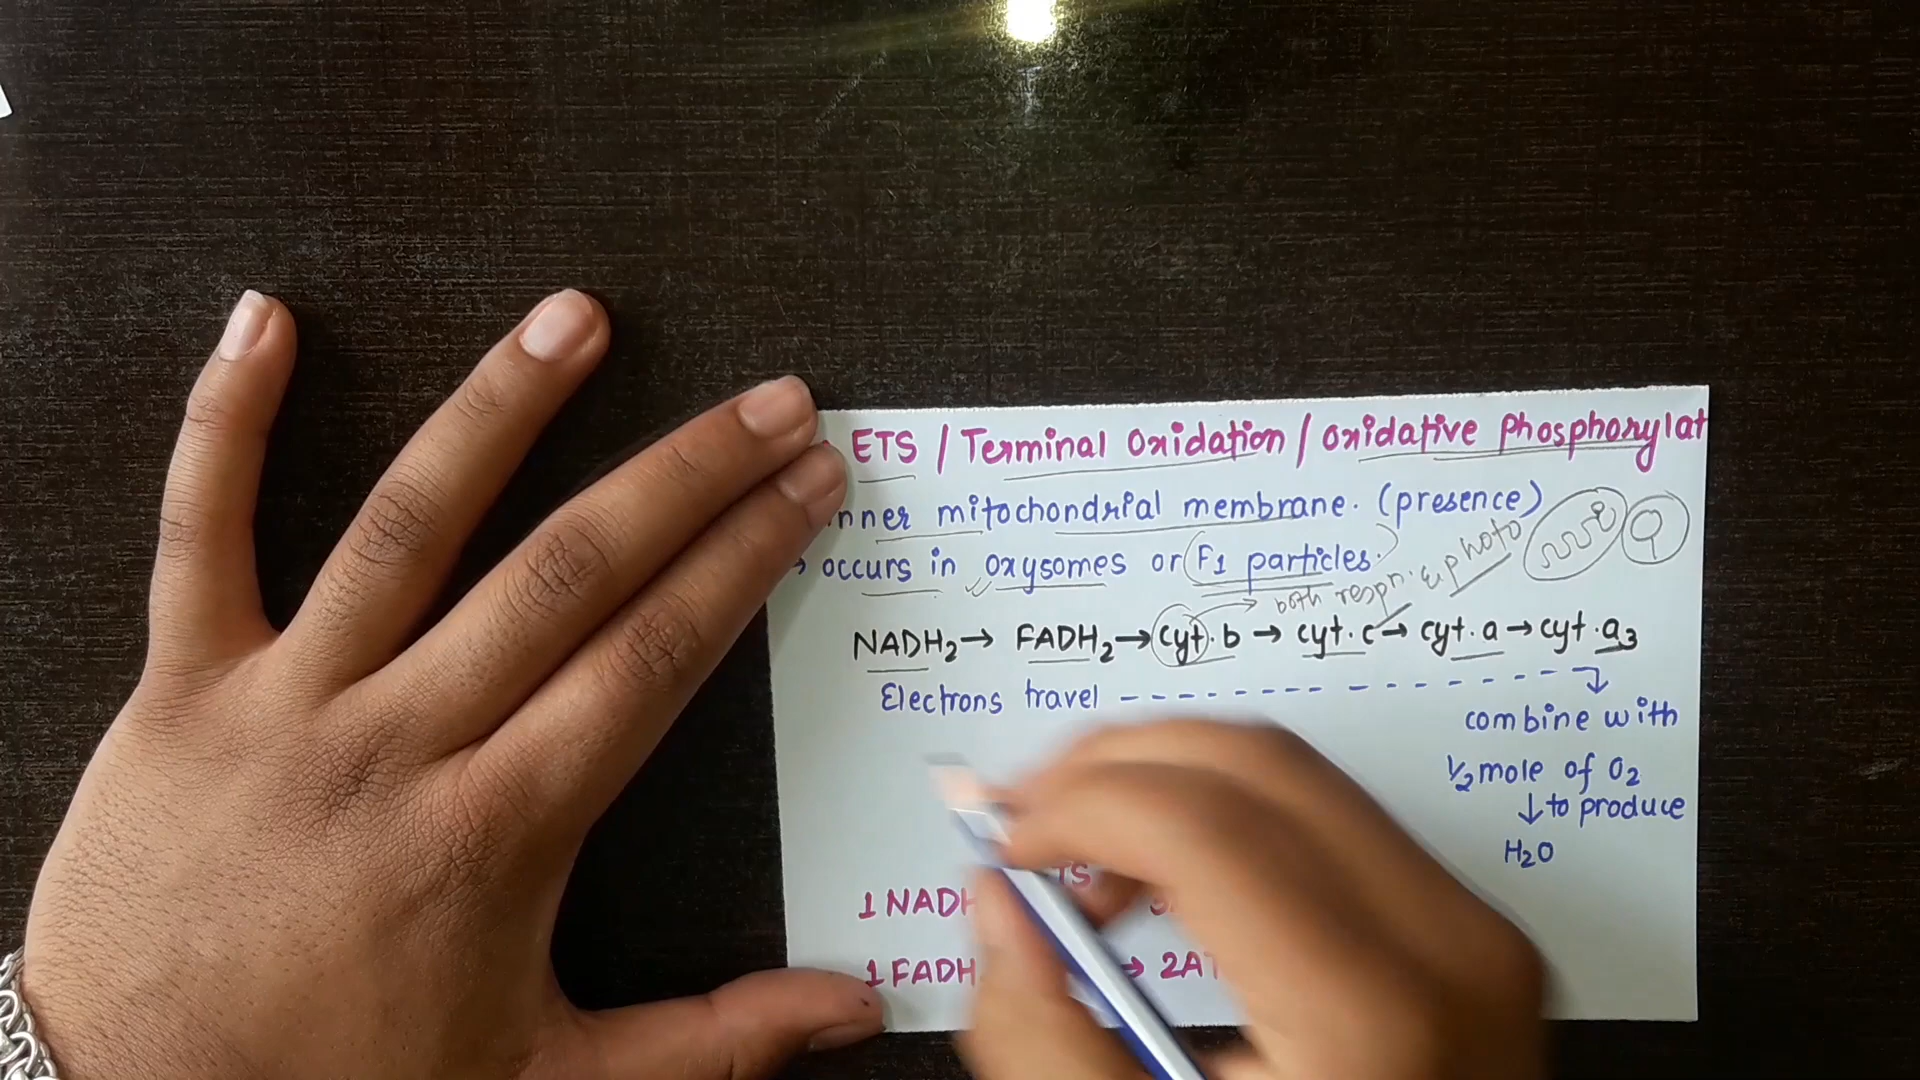 ETS / Terminal Oxidation / Oxidative Phosphorylat
inner mitochondrial membrane. (presence)
→ occurs in oxysomes or F1 particles.
both respn. & photo
NADH₂ → FADH₂ → cyt.b → cyt.c → cyt.a → cyt.a₃
Electrons travel
combine with
½ mole of O₂
↓ to produce
H₂O
1 NADH
1 FADH → 2AT